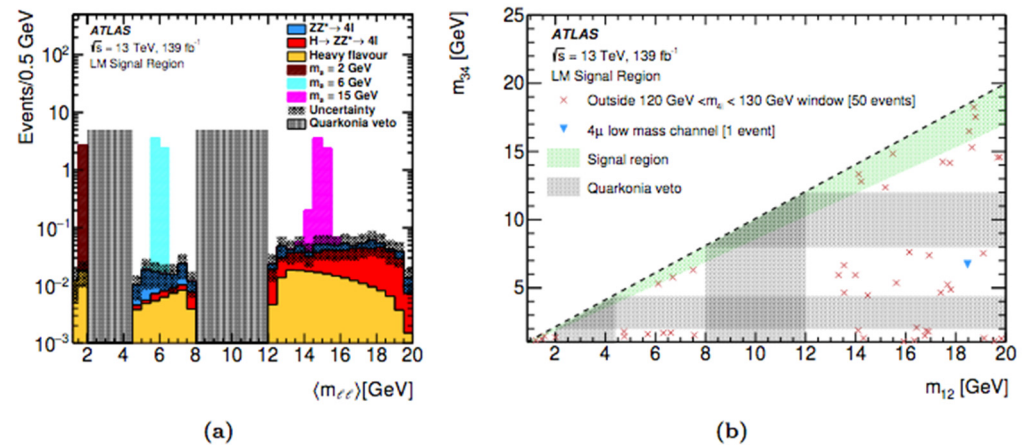 ATLAS
√s = 13 TeV, 139 fb⁻¹
LM Signal Region
ZZ*→ 4l
H→ ZZ*→ 4l
Heavy flavour
mₐ = 2 GeV
mₐ = 6 GeV
mₐ = 15 GeV
Uncertainty
Quarkonia veto
Events/0.5 GeV
10²
10
1
10⁻¹
10⁻²
10⁻³
2 4 6 8 10 12 14 16 18 20
⟨mℓℓ⟩[GeV]
(a)
ATLAS
√s = 13 TeV, 139 fb⁻¹
LM Signal Region
Outside 120 GeV <m₄ₗ < 130 GeV window [50 events]
4μ low mass channel [1 event]
Signal region
Quarkonia veto
m₃₄ [GeV]
25
20
15
10
5
2 4 6 8 10 12 14 16 18 20
m₁₂ [GeV]
(b)